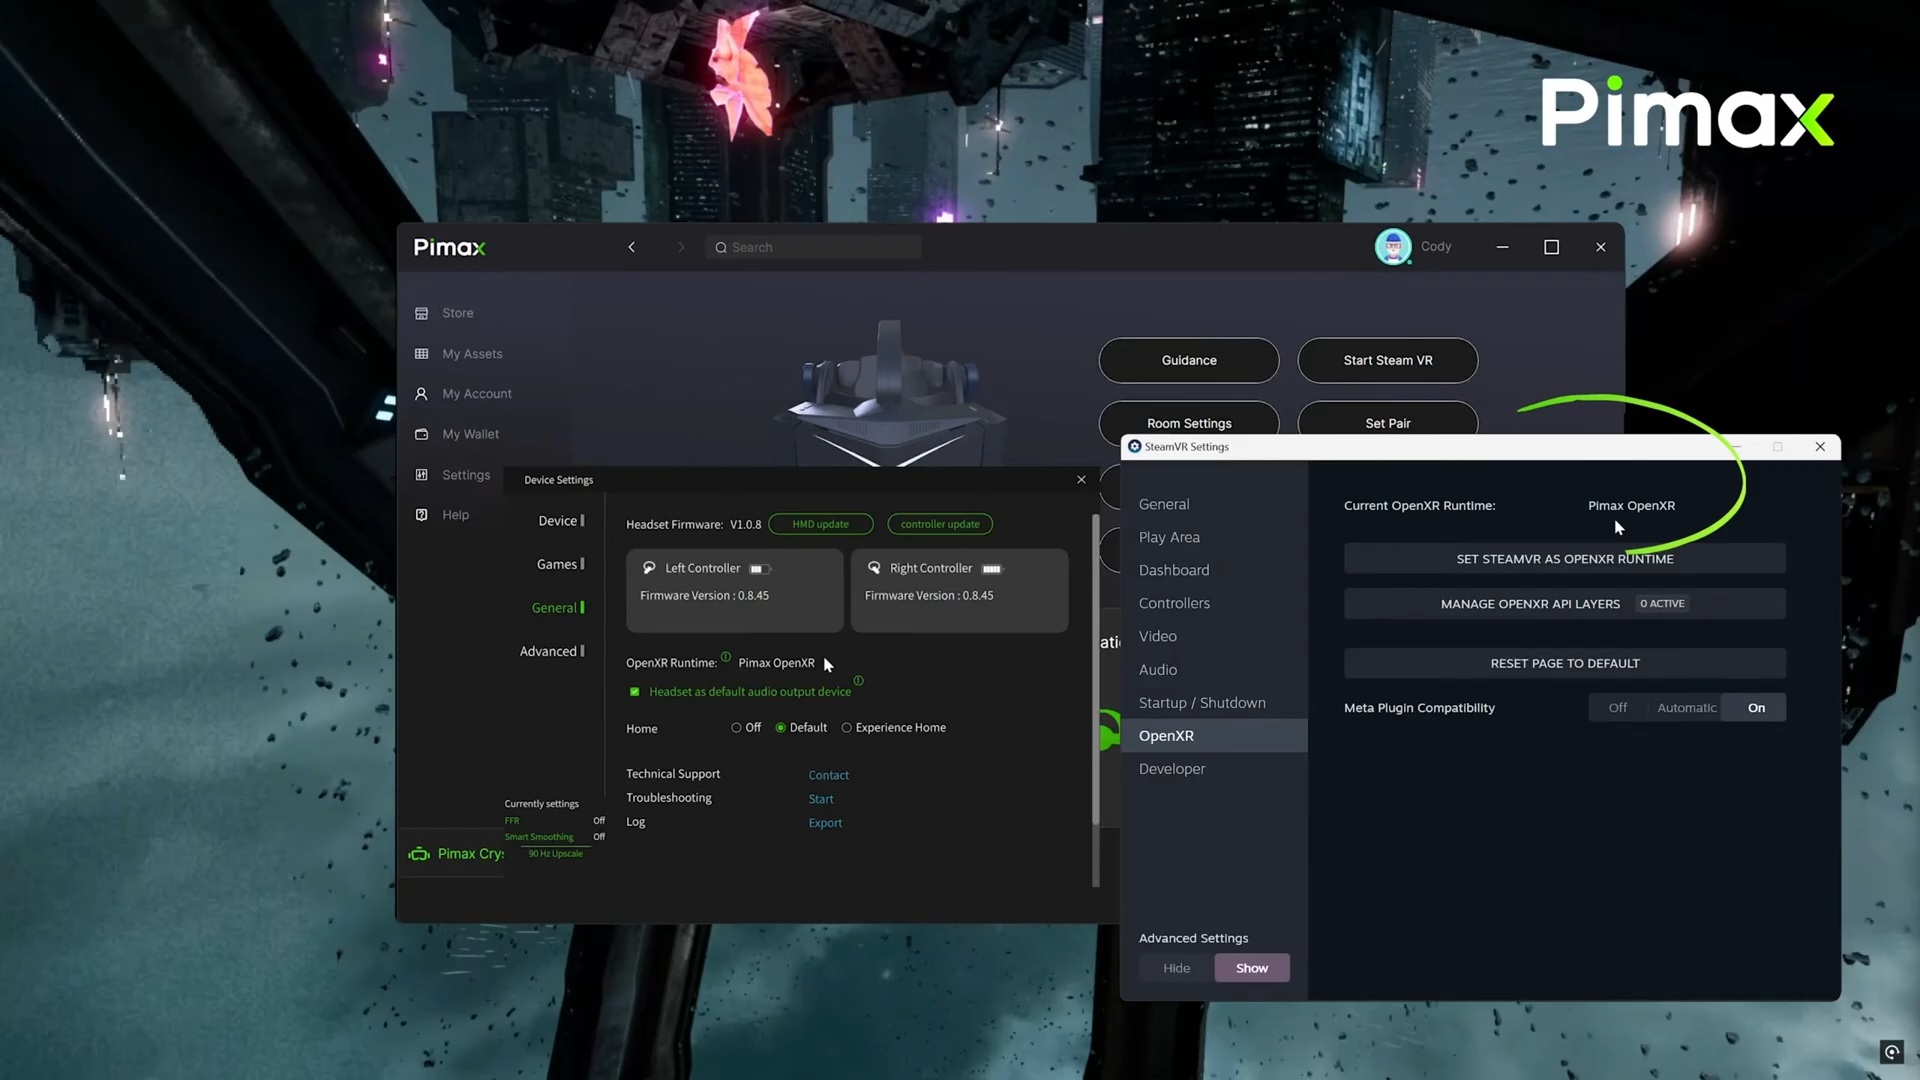 Pimax
Pimax
Search
Cody
Store
My Assets
My Account
My Wallet
Settings
Help
Guidance
Start Steam VR
Room Settings
Set Pair
Device Settings
Device
Games
General
Advanced
Headset Firmware: V1.0.8
HMD update
controller update
Left Controller
Firmware Version : 0.8.45
Right Controller
Firmware Version : 0.8.45
OpenXR Runtime: Pimax OpenXR
Headset as default audio output device
Home
Off
Default
Experience Home
Technical Support
Contact
Troubleshooting
Start
Log
Export
Currently settings
FFR Off
Smart Smoothing Off
90 Hz Upscale
Pimax Crys
ati
SteamVR Settings
General
Play Area
Dashboard
Controllers
Video
Audio
Startup / Shutdown
OpenXR
Developer
Advanced Settings
Hide
Show
Current OpenXR Runtime: Pimax OpenXR
SET STEAMVR AS OPENXR RUNTIME
MANAGE OPENXR API LAYERS 0 ACTIVE
RESET PAGE TO DEFAULT
Meta Plugin Compatibility
Off
Automatic
On